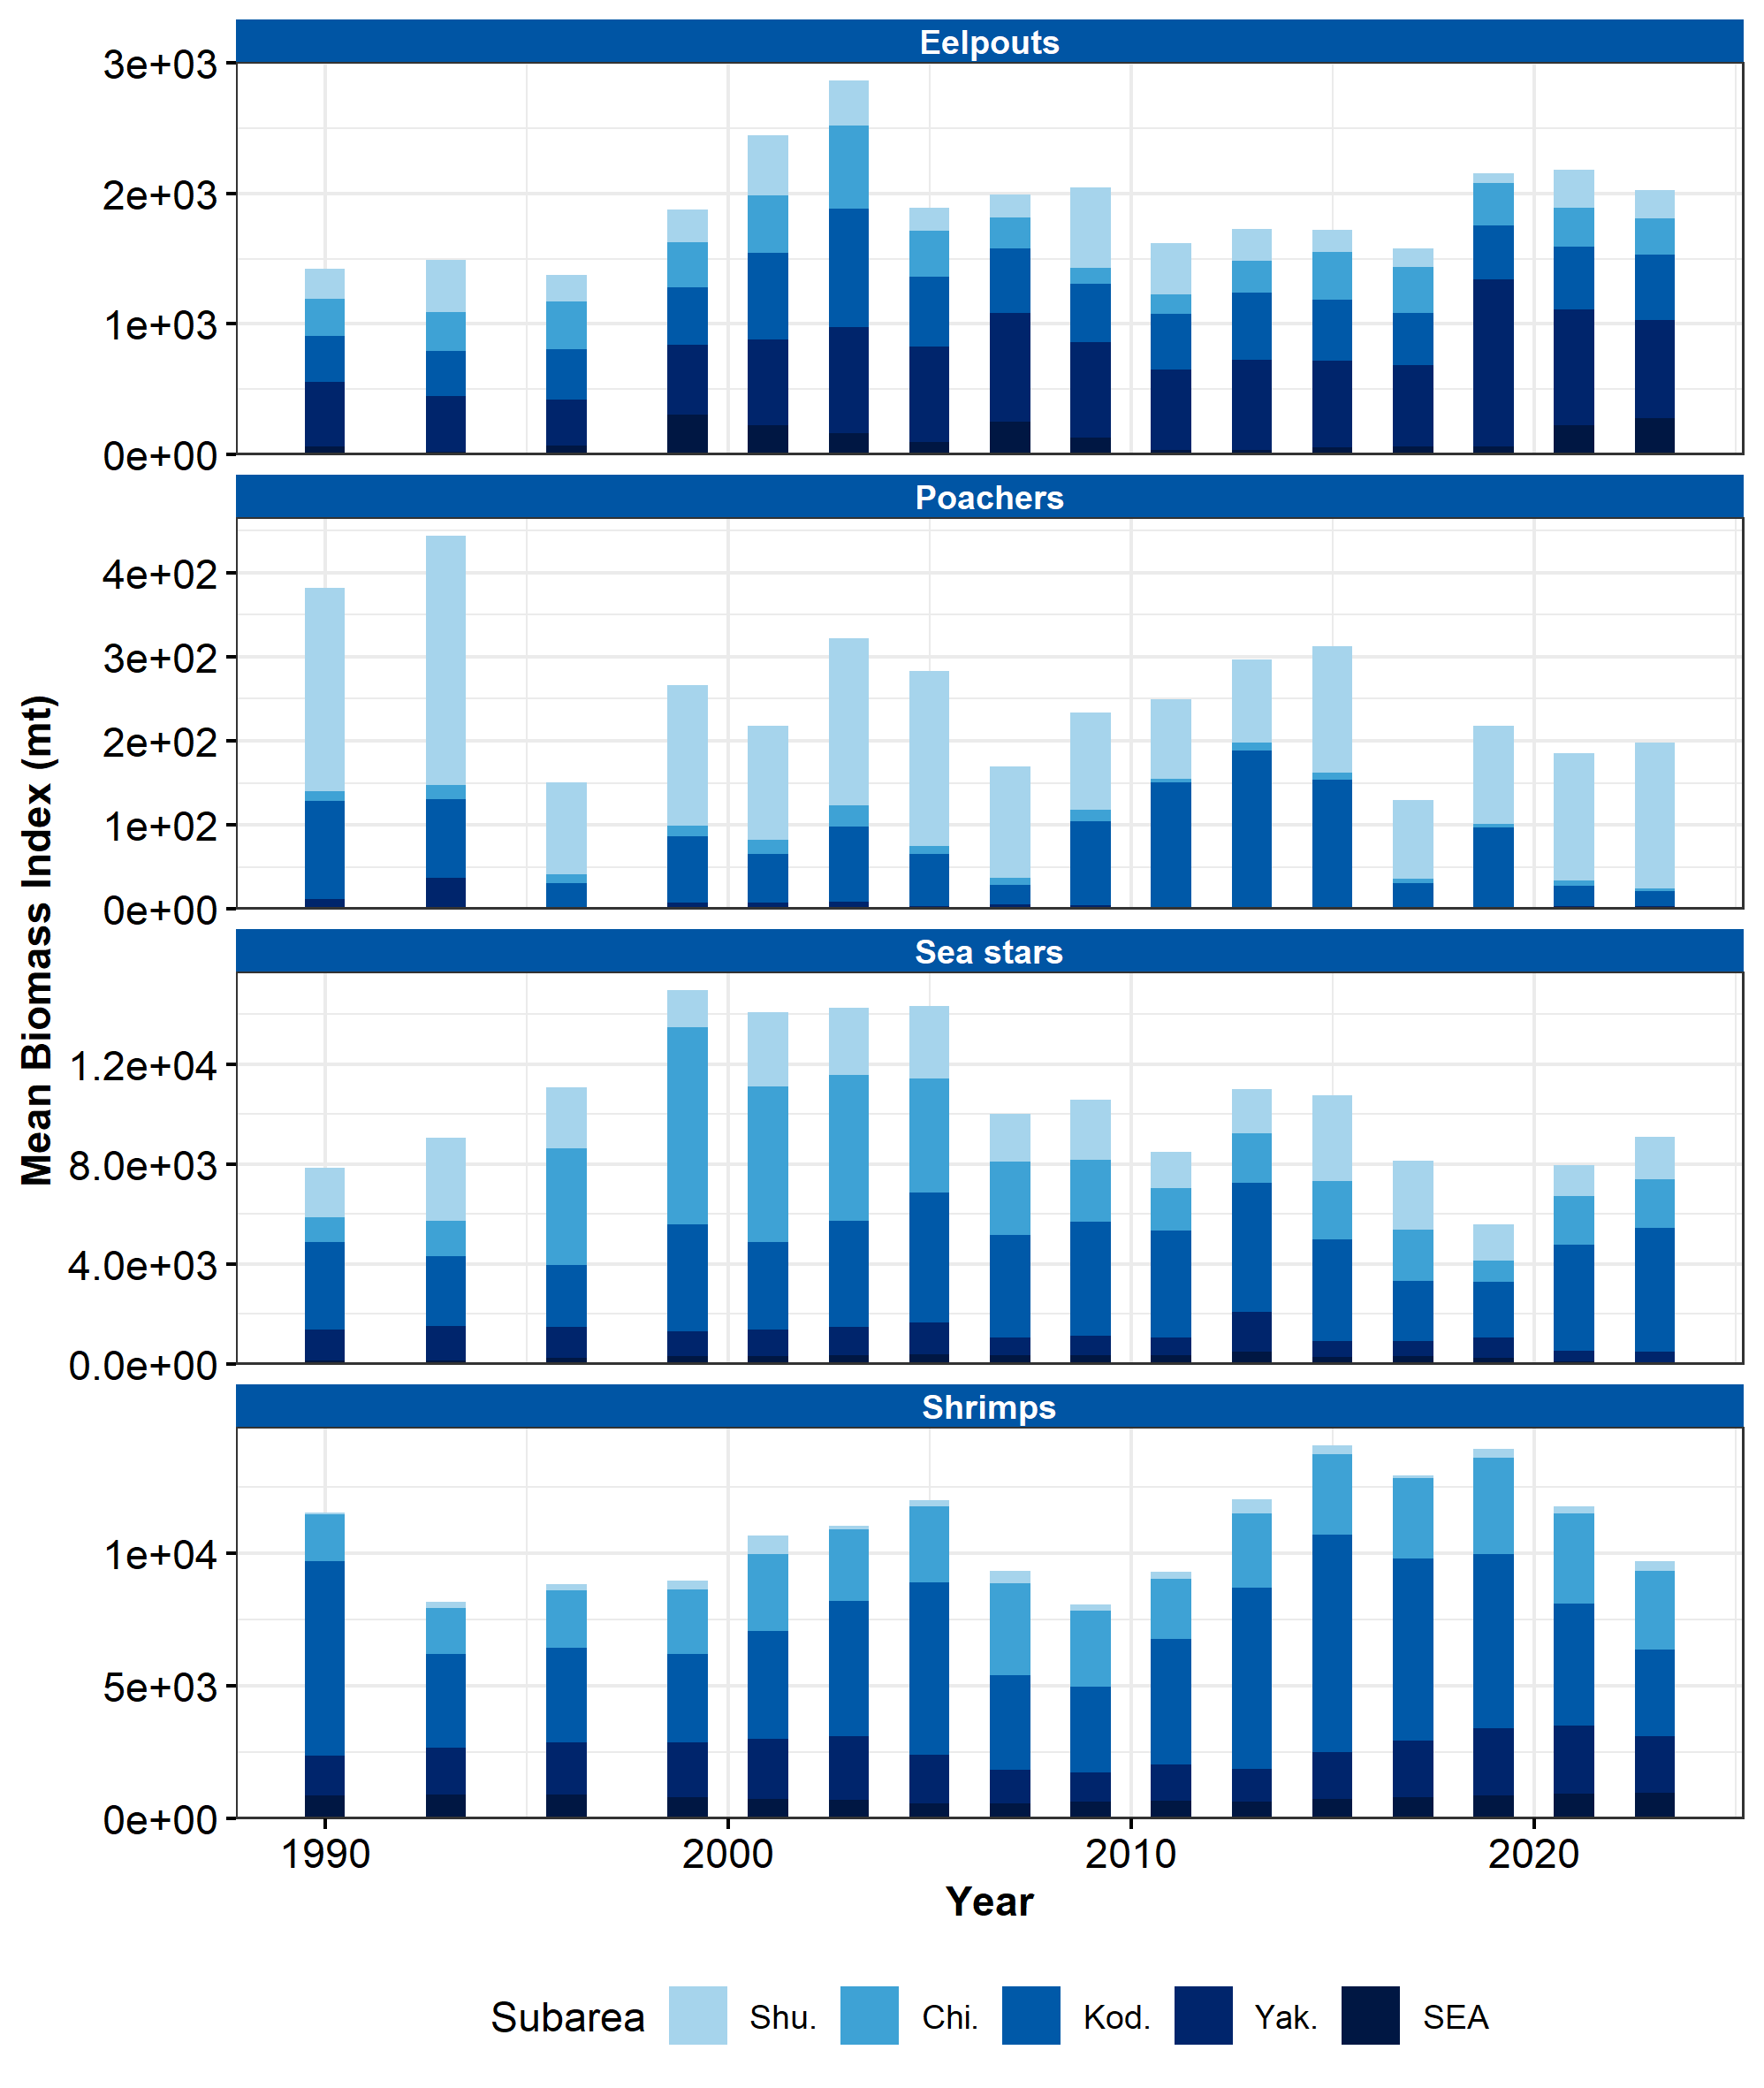 Eelpouts
3e+03
2e+03
1e+03
0e+00
Poachers
4e+02
3e+02
2e+02
1e+02
0e+00
Sea stars
1.2e+04
8.0e+03
4.0e+03
0.0e+00
Shrimps
1e+04
5e+03
0e+00
Mean Biomass Index (mt)
1990 2000 2010 2020
Year
Subarea Shu. Chi. Kod. Yak. SEA